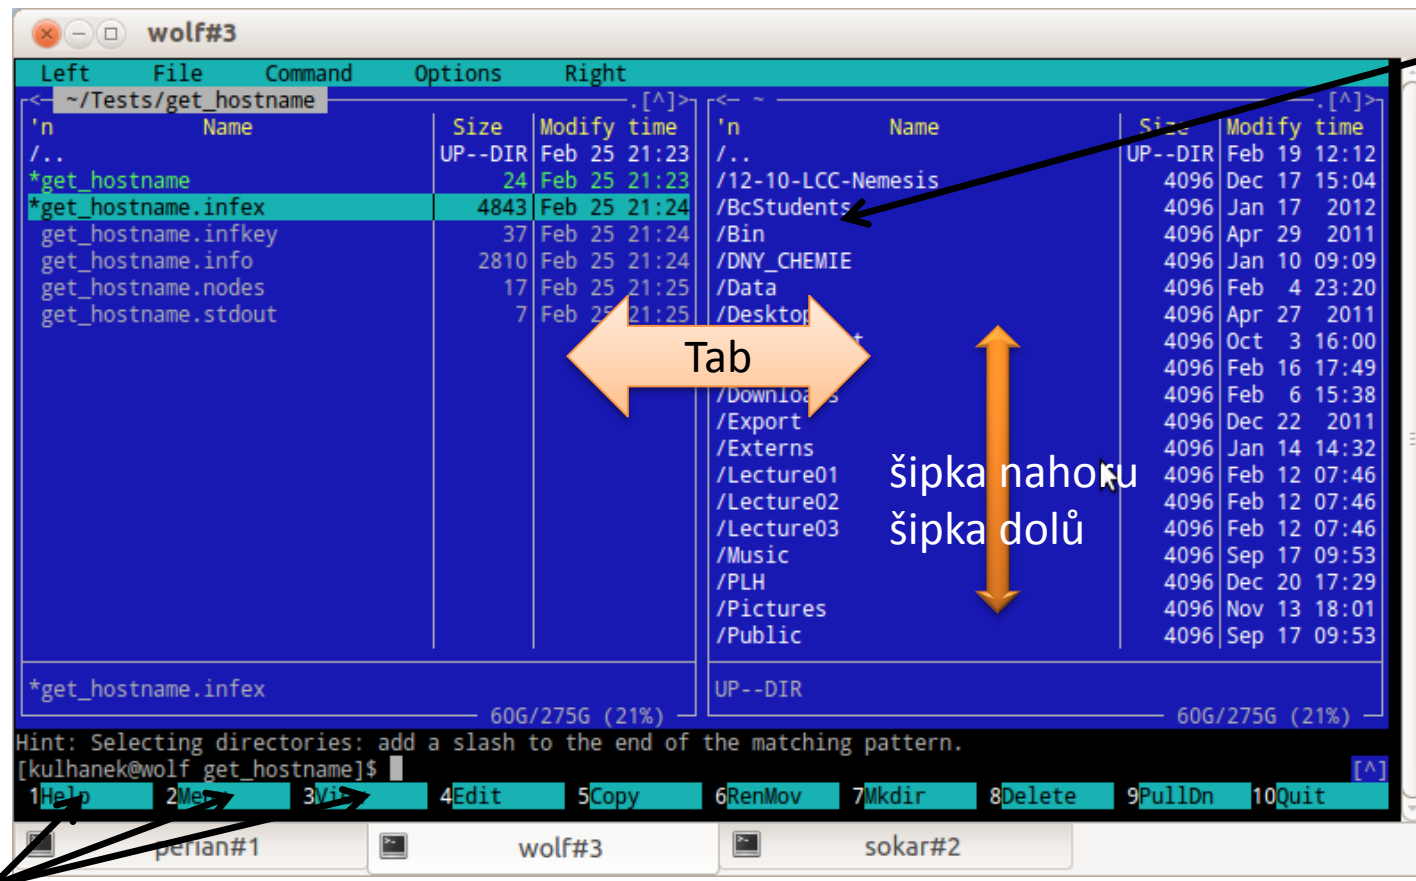 wolf#3
Left File Command Options Right
<- ~/Tests/get_hostname .[^]> <- ~ .[^]>
'n Name Size Modify time 'n Name Size Modify time
/.. UP--DIR Feb 25 21:23 /.. UP--DIR Feb 19 12:12
*get_hostname 24 Feb 25 21:23 /12-10-LCC-Nemesis 4096 Dec 17 15:04
*get_hostname.infex 4843 Feb 25 21:24 /BcStudents 4096 Jan 17 2012
get_hostname.infkey 37 Feb 25 21:24 /Bin 4096 Apr 29 2011
get_hostname.info 2810 Feb 25 21:24 /DNY_CHEMIE 4096 Jan 10 09:09
get_hostname.nodes 17 Feb 25 21:25 /Data 4096 Feb 4 23:20
get_hostname.stdout 7 Feb 25 21:25 /Desktop 4096 Apr 27 2011
4096 Oct 3 16:00
Tab
4096 Feb 16 17:49
/Downloads 4096 Feb 6 15:38
/Export 4096 Dec 22 2011
/Externs 4096 Jan 14 14:32
/Lecture01 4096 Feb 12 07:46
šipka nahoru
/Lecture02 4096 Feb 12 07:46
/Lecture03 4096 Feb 12 07:46
šipka dolů
/Music 4096 Sep 17 09:53
/PLH 4096 Dec 20 17:29
/Pictures 4096 Nov 13 18:01
/Public 4096 Sep 17 09:53
*get_hostname.infex UP--DIR
60G/275G (21%) 60G/275G (21%)
Hint: Selecting directories: add a slash to the end of the matching pattern.
[kulhanek@wolf get_hostname]$ [^]
1Help 2Menu 3View 4Edit 5Copy 6RenMov 7Mkdir 8Delete 9PullDn 10Quit
perian#1 wolf#3 sokar#2